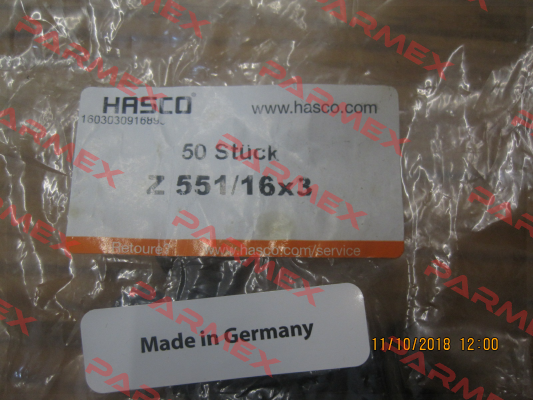 HASCO
www.hasco.com
50 Stück
Z 551/16x3
www.hasco.com/service
Made in Germany
11/10/2018 12:00
PARMEX